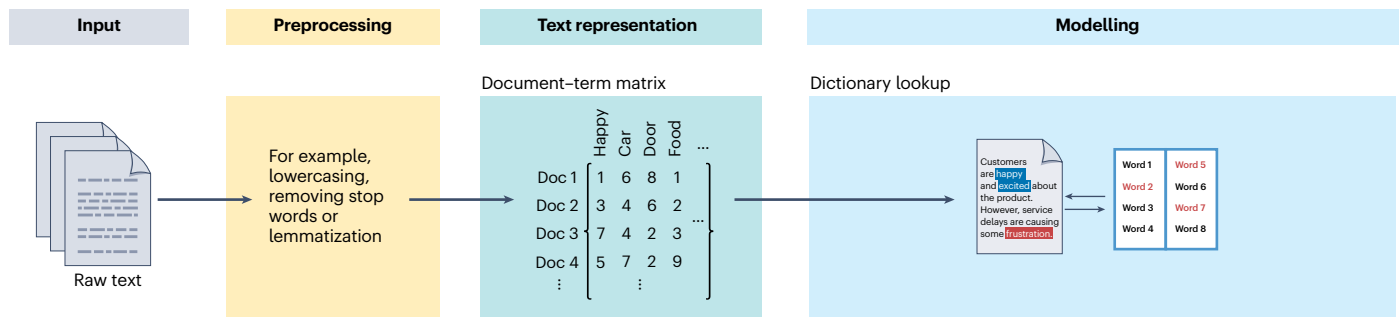 Input
Preprocessing
Text representation
Modelling
Document–term matrix
Dictionary lookup
Raw text
For example,
lowercasing,
removing stop
words or
lemmatization
Happy Car Door Food ...
Doc 1 1 6 8 1
Doc 2 3 4 6 2 ...
Doc 3 7 4 2 3
Doc 4 5 7 2 9
⋮ ⋮
Customers
are happy
and excited about
the product.
However, service
delays are causing
some frustration.
Word 1 Word 5
Word 2 Word 6
Word 3 Word 7
Word 4 Word 8